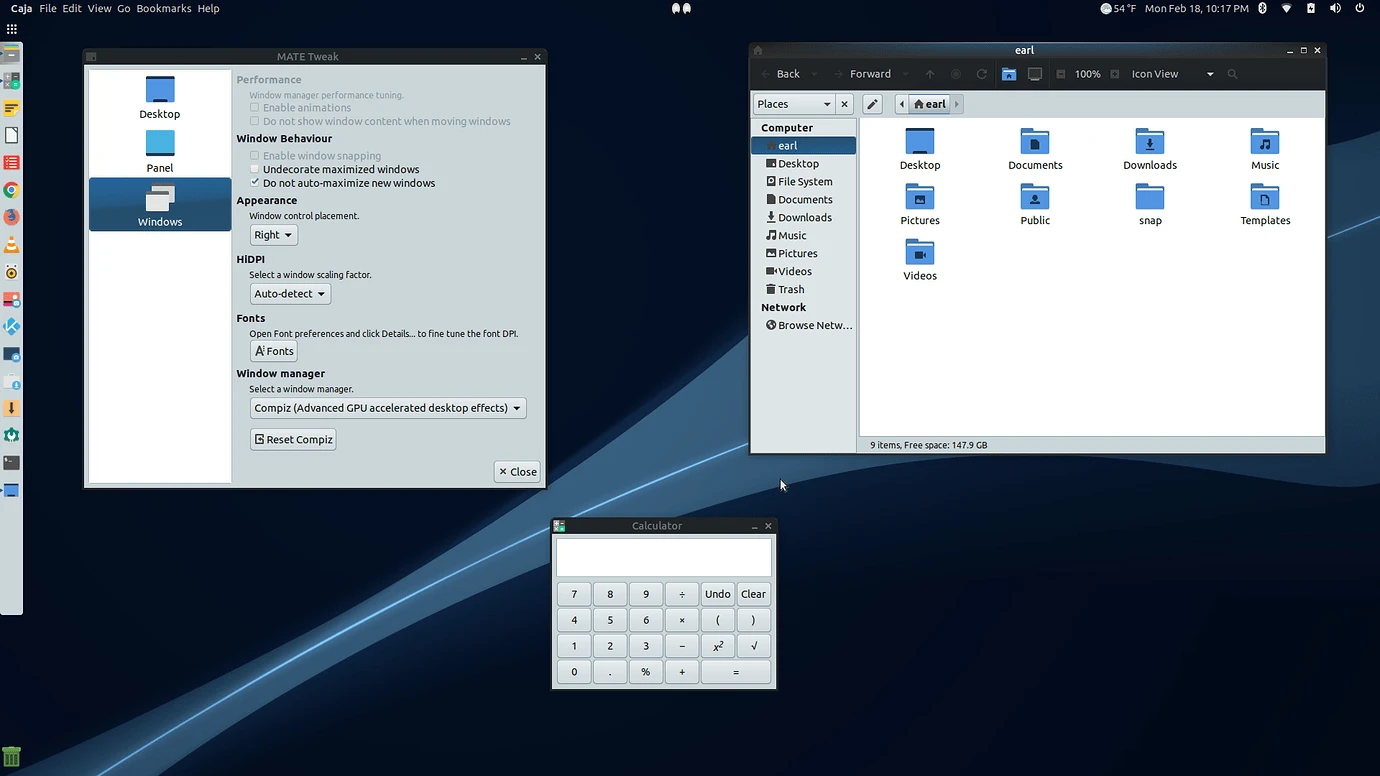 Caja File Edit View Go Bookmarks Help
54 °F Mon Feb 18, 10:17 PM
MATE Tweak
Desktop
Panel
Windows
Performance
Window manager performance tuning.
Enable animations
Do not show window content when moving windows
Window Behaviour
Enable window snapping
Undecorate maximized windows
Do not auto-maximize new windows
Appearance
Window control placement.
Right
HiDPI
Select a window scaling factor.
Auto-detect
Fonts
Open Font preferences and click Details... to fine tune the font DPI.
Fonts
Window manager
Select a window manager.
Compiz (Advanced GPU accelerated desktop effects)
Reset Compiz
Close
earl
Back Forward 100% Icon View
Places earl
Computer
earl
Desktop
File System
Documents
Downloads
Music
Pictures
Videos
Trash
Network
Browse Netw...
Desktop Documents Downloads Music
Pictures Public snap Templates
Videos
9 items, Free space: 147.9 GB
Calculator
7 8 9 ÷ Undo Clear
4 5 6 × ( )
1 2 3 − x² √
0 . % + =